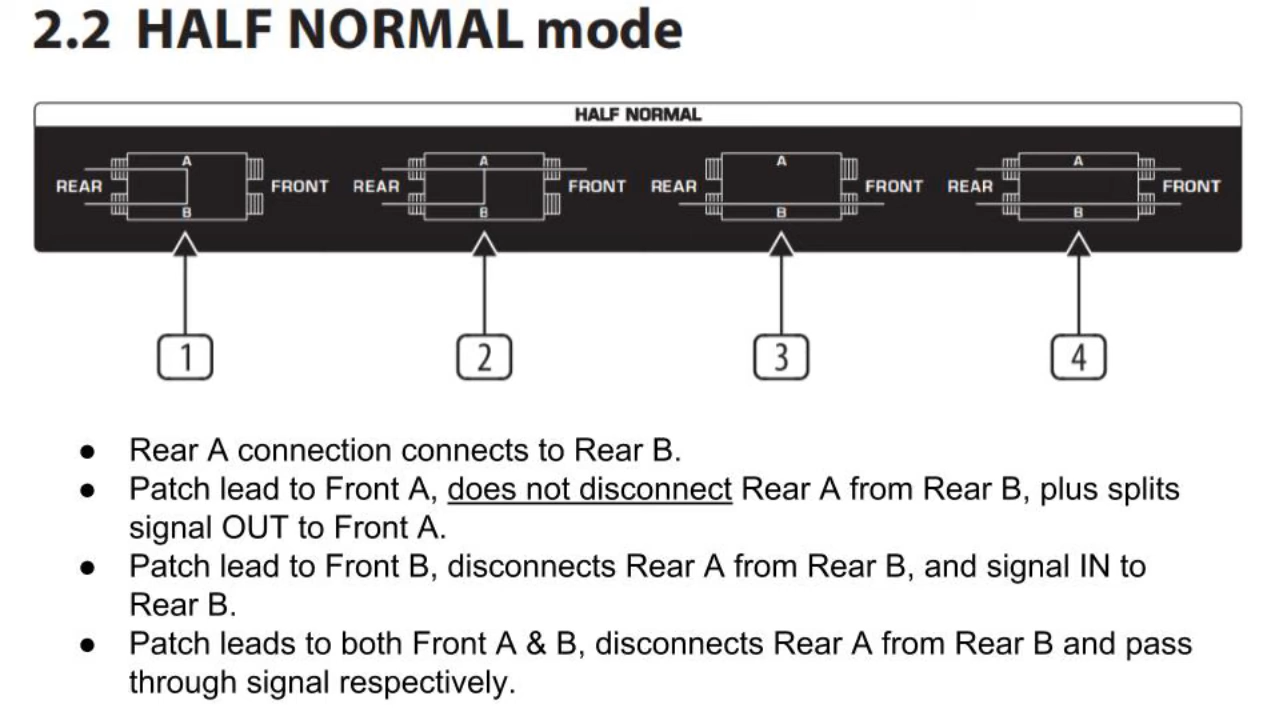 2.2 HALF NORMAL mode
HALF NORMAL
A A A A
REAR FRONT REAR FRONT REAR FRONT REAR FRONT
B B B B
1 2 3 4
● Rear A connection connects to Rear B.
● Patch lead to Front A, does not disconnect Rear A from Rear B, plus splits
signal OUT to Front A.
● Patch lead to Front B, disconnects Rear A from Rear B, and signal IN to
Rear B.
● Patch leads to both Front A & B, disconnects Rear A from Rear B and pass
through signal respectively.